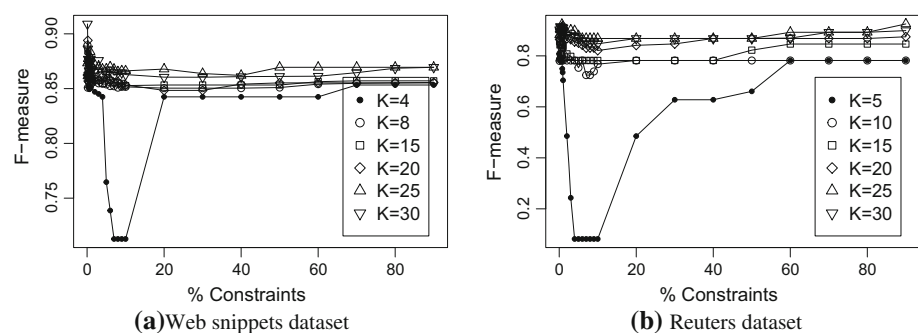 0.90
0.85
0.80
0.75
F−measure
K=4
K=8
K=15
K=20
K=25
K=30
0 20 40 60 80
% Constraints
(a)Web snippets dataset
0.8
0.6
0.4
0.2
F−measure
K=5
K=10
K=15
K=20
K=25
K=30
0 20 40 60 80
% Constraints
(b) Reuters dataset